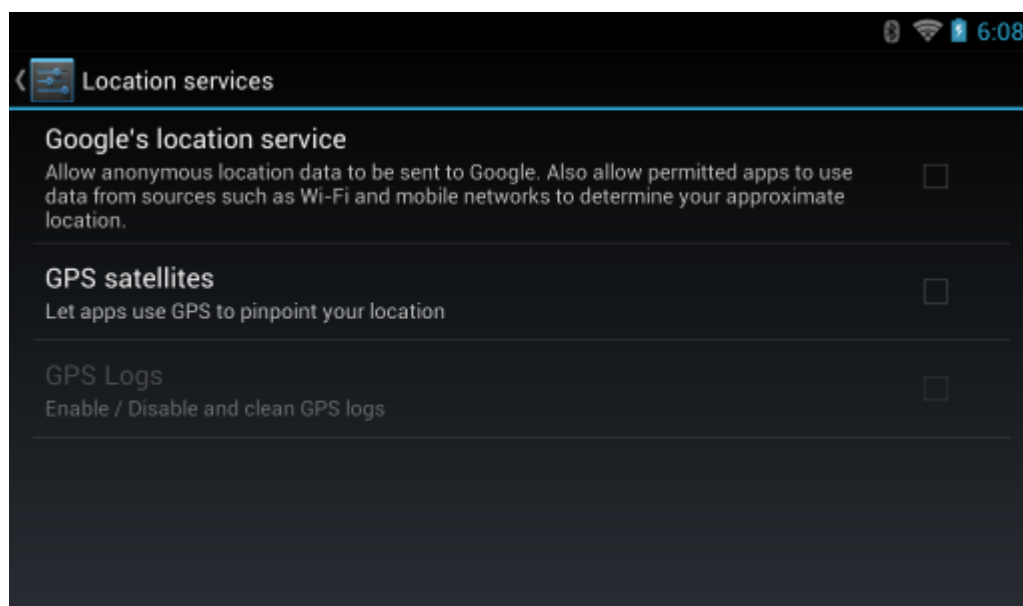 6:08
Location services
Google's location service
Allow anonymous location data to be sent to Google. Also allow permitted apps to use
data from sources such as Wi-Fi and mobile networks to determine your approximate
location.
GPS satellites
Let apps use GPS to pinpoint your location
GPS Logs
Enable / Disable and clean GPS logs